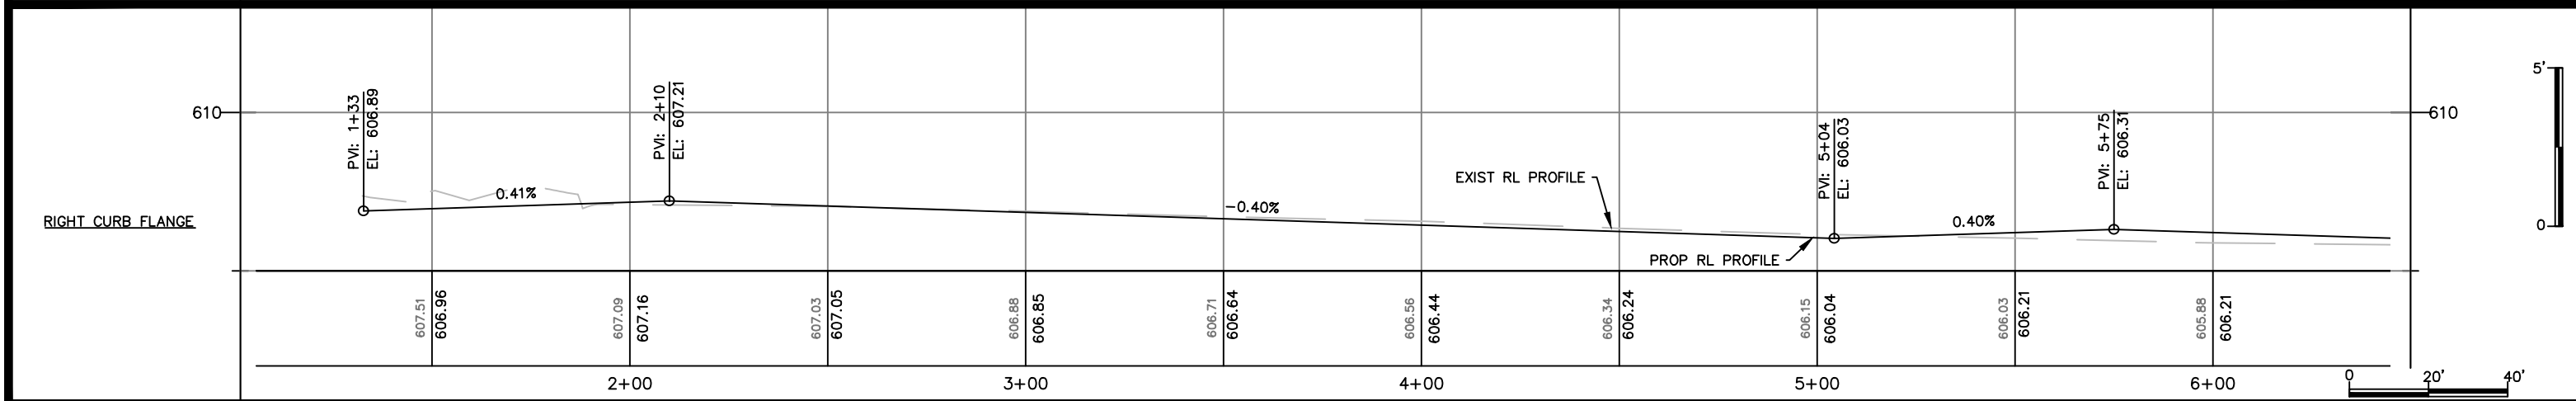 PVI: 1+33
EL: 606.89
PVI: 2+10
EL: 607.21
PVI: 5+04
EL: 606.03
PVI: 5+75
EL: 606.31
5'
610
610
EXIST RL PROFILE
0.41%
-0.40%
0.40%
RIGHT CURB FLANGE
0
PROP RL PROFILE
607.51
606.96
607.09
607.16
607.03
607.05
606.88
606.85
606.71
606.64
606.56
606.44
606.34
606.24
606.15
606.04
606.03
606.21
605.88
606.21
2+00
3+00
4+00
5+00
6+00
0 20' 40'